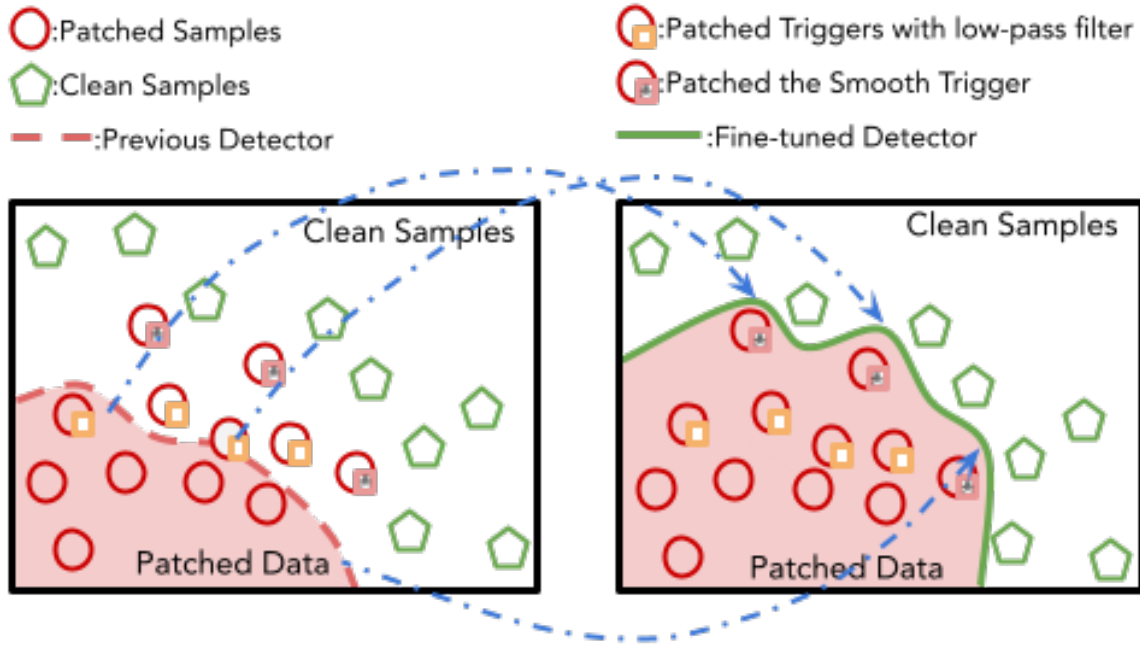 :Patched Samples
:Clean Samples
:Previous Detector
:Patched Triggers with low-pass filter
:Patched the Smooth Trigger
:Fine-tuned Detector
Clean Samples
Patched Data
Clean Samples
Patched Data